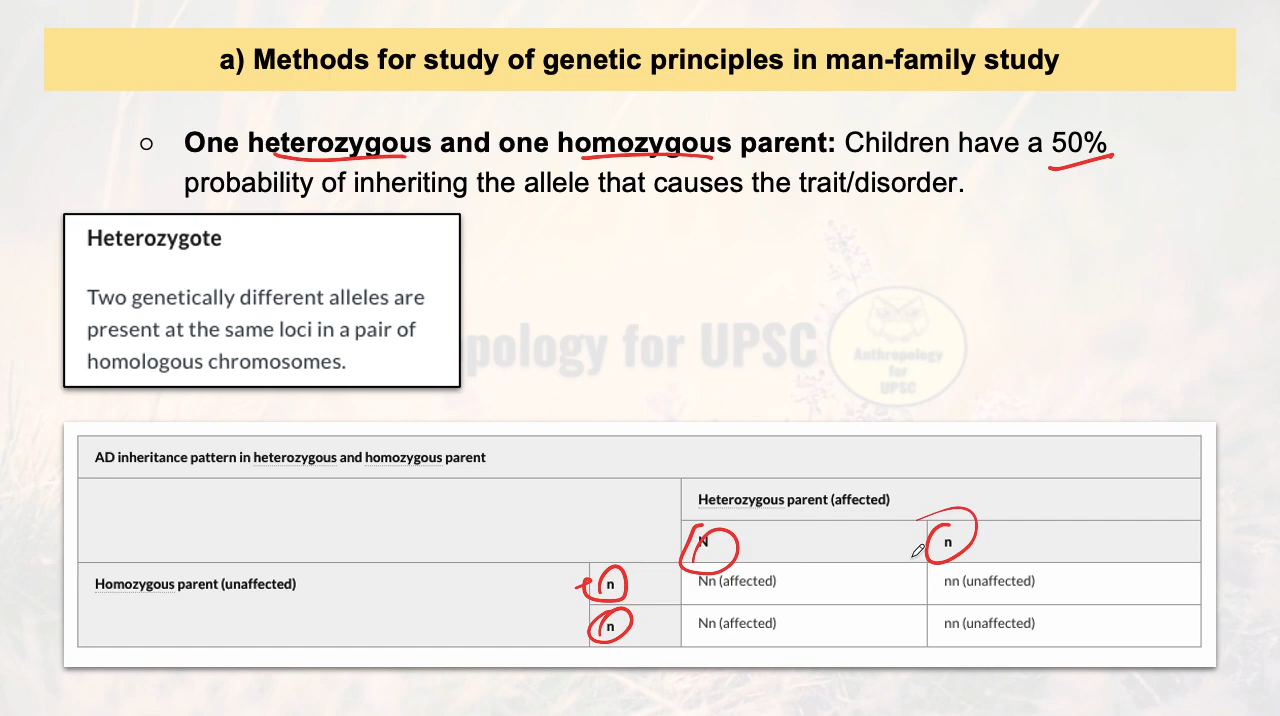 a) Methods for study of genetic principles in man-family study
○ One heterozygous and one homozygous parent: Children have a 50%
probability of inheriting the allele that causes the trait/disorder.
Heterozygote
Two genetically different alleles are
present at the same loci in a pair of
homologous chromosomes.
pology for UPSC
Anthropology
for
UPSC
AD inheritance pattern in heterozygous and homozygous parent
Heterozygous parent (affected)
N n
Homozygous parent (unaffected) n Nn (affected) nn (unaffected)
n Nn (affected) nn (unaffected)